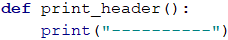 def print_header():
    print("----------")